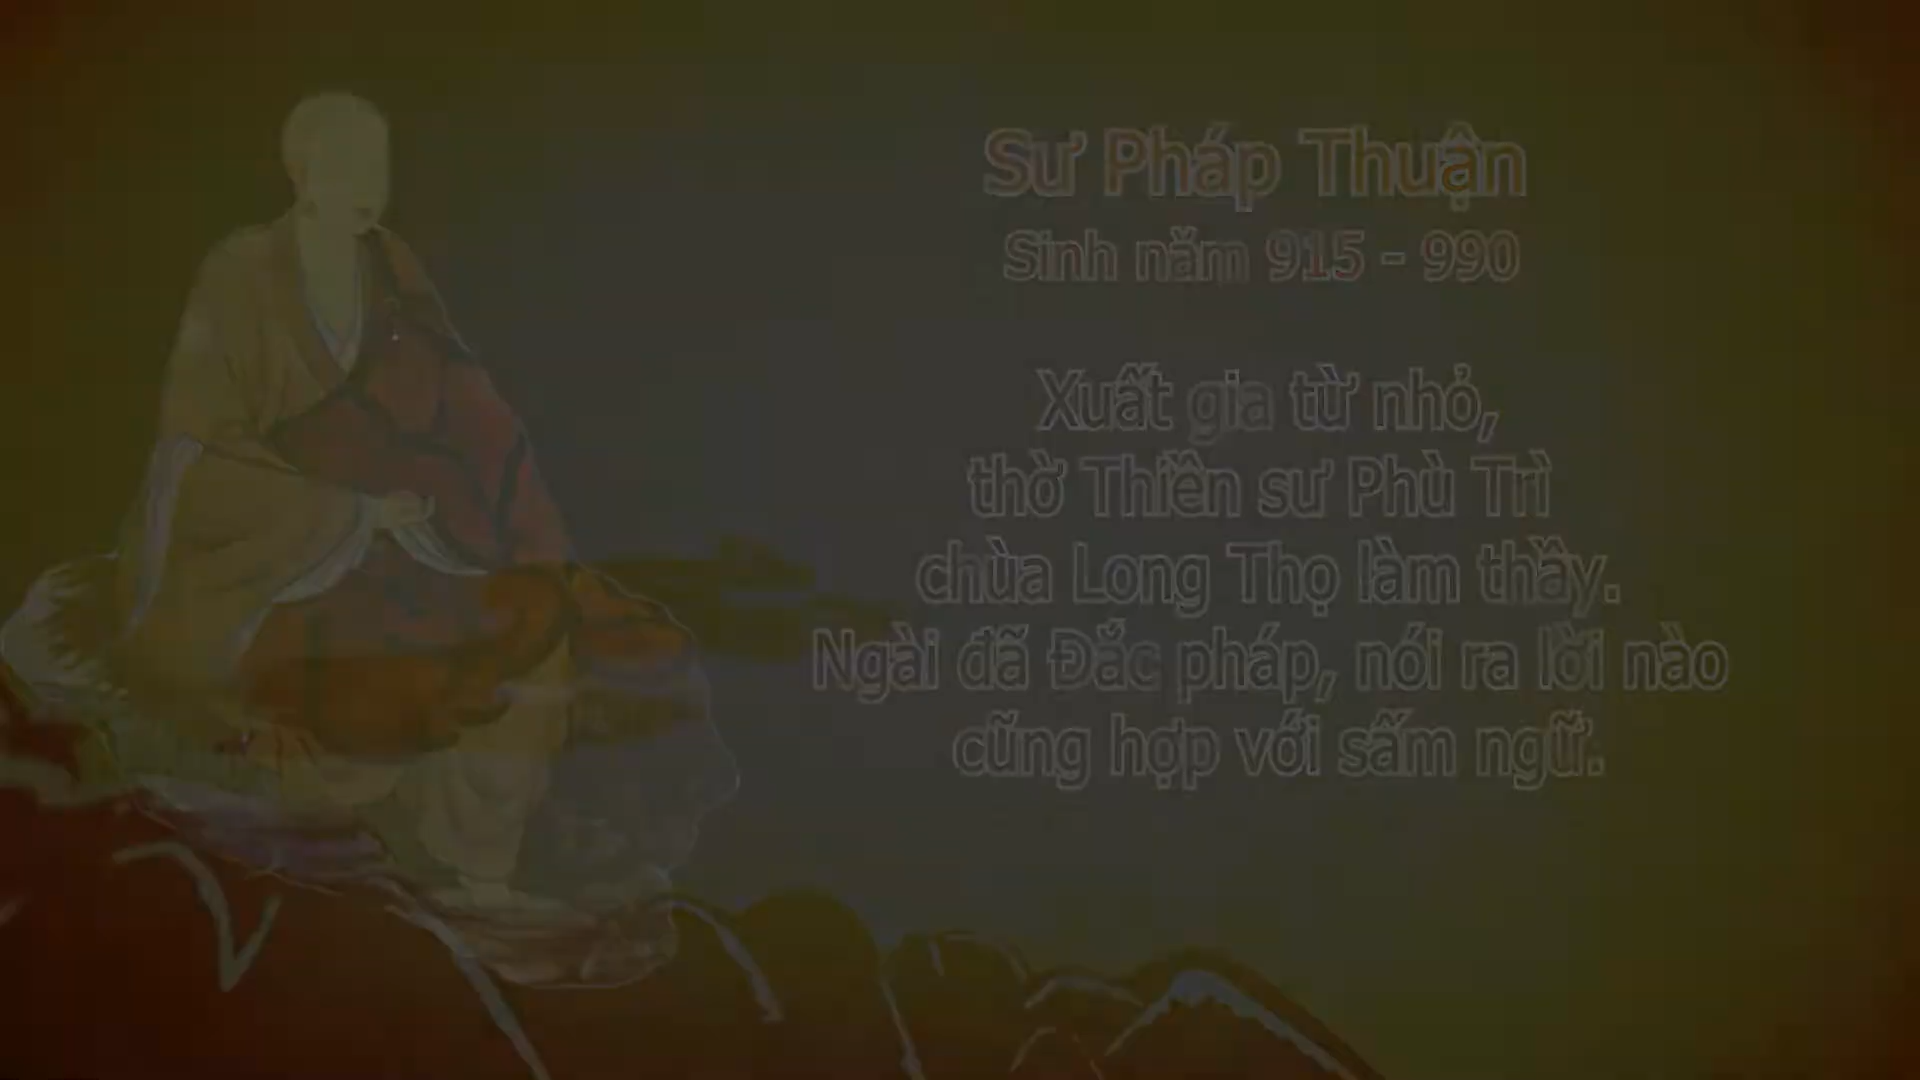 Sư Pháp Thuận
Sinh năm 915 - 990
Xuất gia từ nhỏ,
thờ Thiền sư Phù Trì
chùa Long Thọ làm thầy.
Ngài đã Đắc pháp, nói ra lời nào
cũng hợp với sấm ngữ.